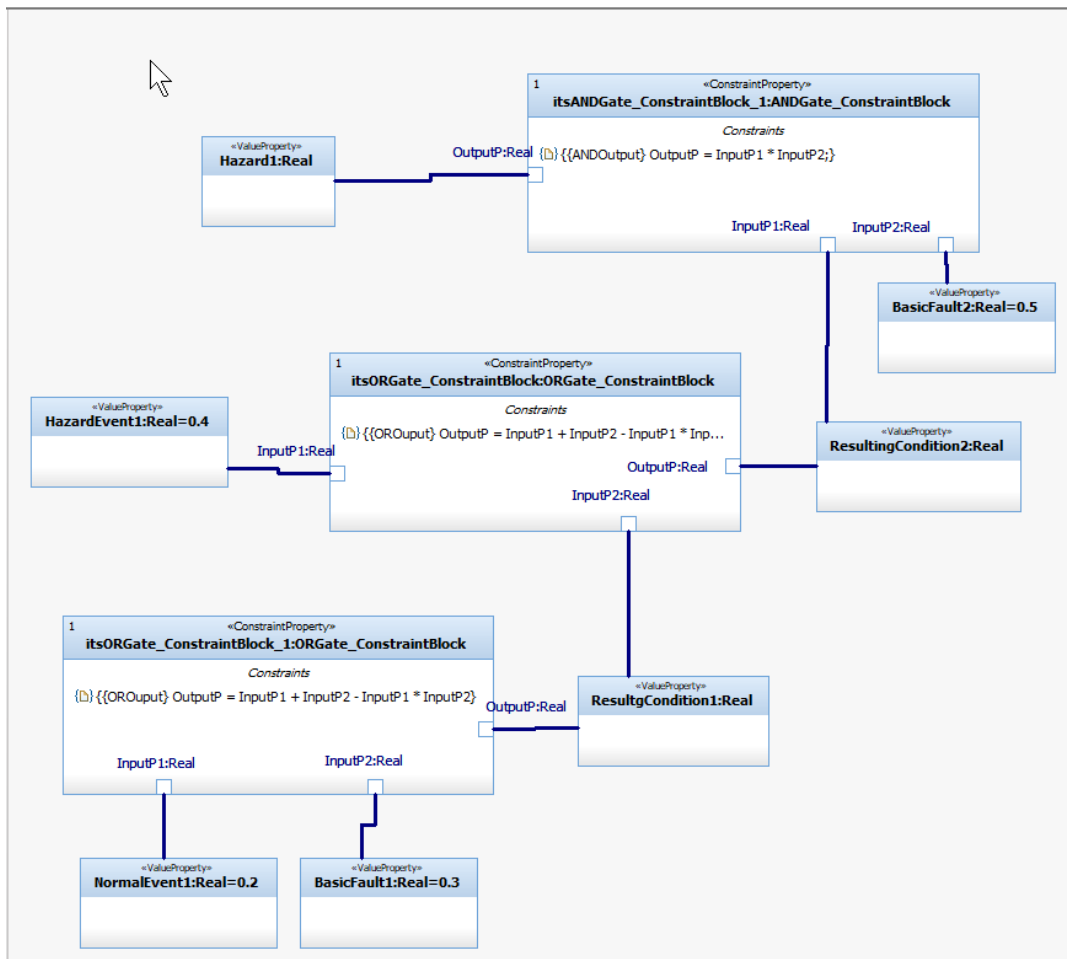 1
«ConstraintProperty»
itsANDGate_ConstraintBlock_1:ANDGate_ConstraintBlock
Constraints
{{ANDOutput} OutputP = InputP1 * InputP2;}
OutputP:Real
InputP1:Real
InputP2:Real
«ValueProperty»
Hazard1:Real
«ValueProperty»
BasicFault2:Real=0.5
1
«ConstraintProperty»
itsORGate_ConstraintBlock:ORGate_ConstraintBlock
Constraints
{{OROuput} OutputP = InputP1 + InputP2 - InputP1 * Inp...
InputP1:Real
OutputP:Real
InputP2:Real
«ValueProperty»
HazardEvent1:Real=0.4
«ValueProperty»
ResultingCondition2:Real
1
«ConstraintProperty»
itsORGate_ConstraintBlock_1:ORGate_ConstraintBlock
Constraints
{{OROuput} OutputP = InputP1 + InputP2 - InputP1 * InputP2}
OutputP:Real
InputP1:Real
InputP2:Real
«ValueProperty»
ResultgCondition1:Real
«ValueProperty»
NormalEvent1:Real=0.2
«ValueProperty»
BasicFault1:Real=0.3